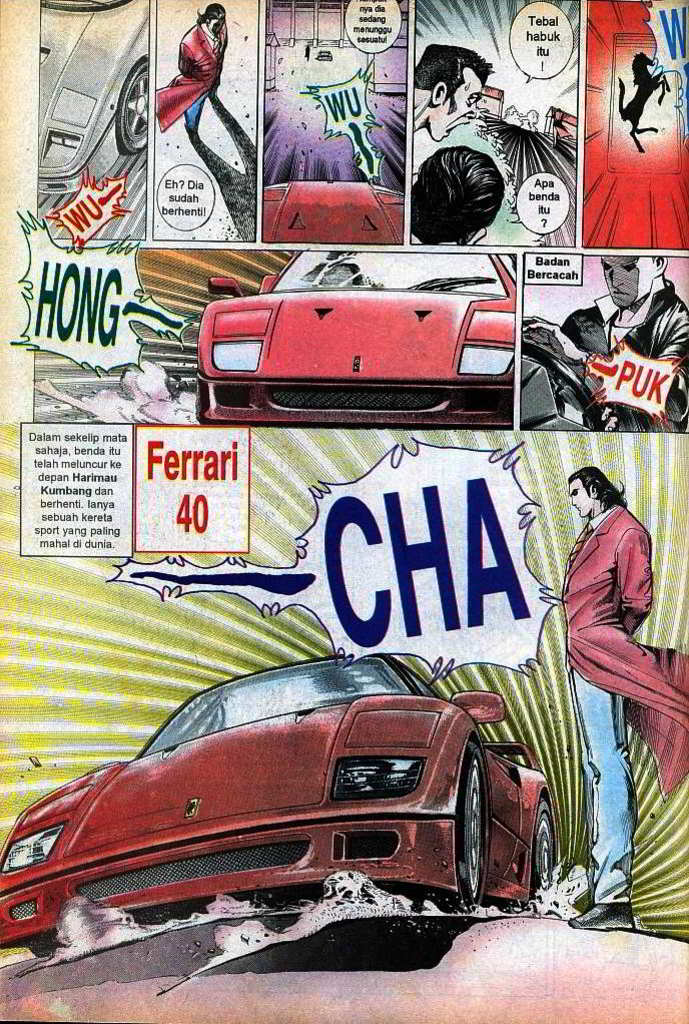 nya dia
sedang
menunggu
sesuatu!
Tebal
habuk
itu
!
W
WU
Eh? Dia
sudah
berhenti!
Apa
benda
itu
?
WU
HONG
Badan
Bercacah
PUK
Dalam sekelip mata
sahaja, benda itu
telah meluncur ke
depan Harimau
Kumbang dan
berhenti. Ianya
sebuah kereta
sport yang paling
mahal di dunia.
Ferrari
40
CHA